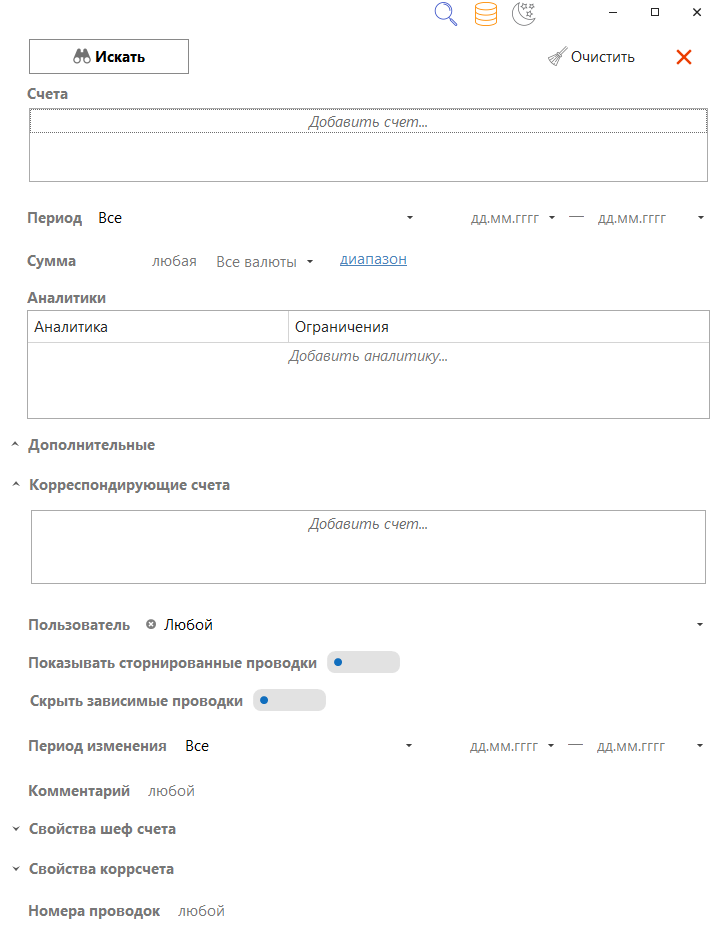 Искать
Очистить
Счета
Добавить счет...
Период Все дд.мм.гггг — дд.мм.гггг
Сумма любая Все валюты диапазон
Аналитики
Аналитика Ограничения
Добавить аналитику...
Дополнительные
Корреспондирующие счета
Добавить счет...
Пользователь Любой
Показывать сторнированные проводки
Скрыть зависимые проводки
Период изменения Все дд.мм.гггг — дд.мм.гггг
Комментарий любой
Свойства шеф счета
Свойства коррсчета
Номера проводок любой